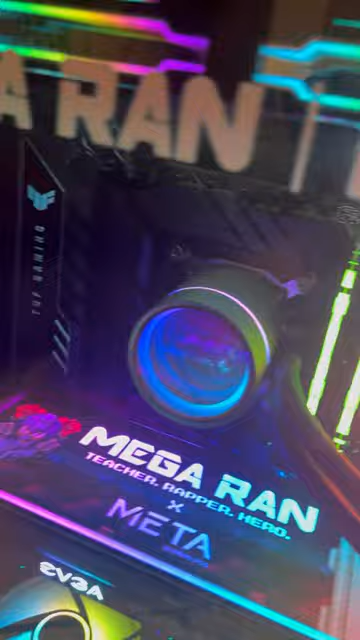 A RAN
TUF GAMING
MEGA RAN
TEACHER. RAPPER. HERO.
X
META
EVGA